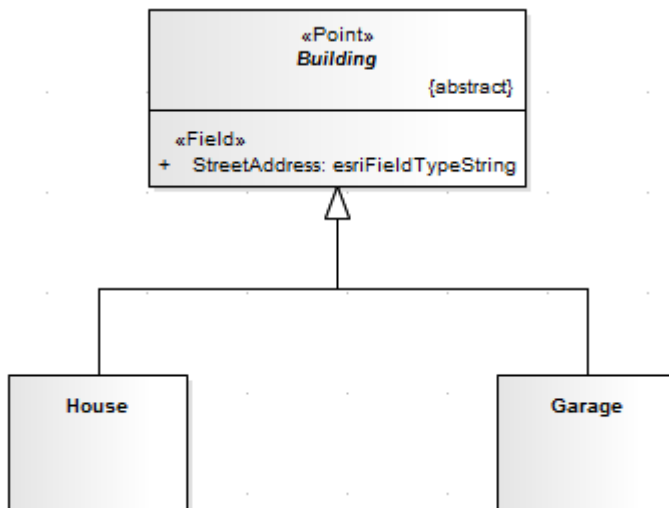 «Point»
Building
{abstract}
«Field»
+ StreetAddress: esriFieldTypeString
House
Garage